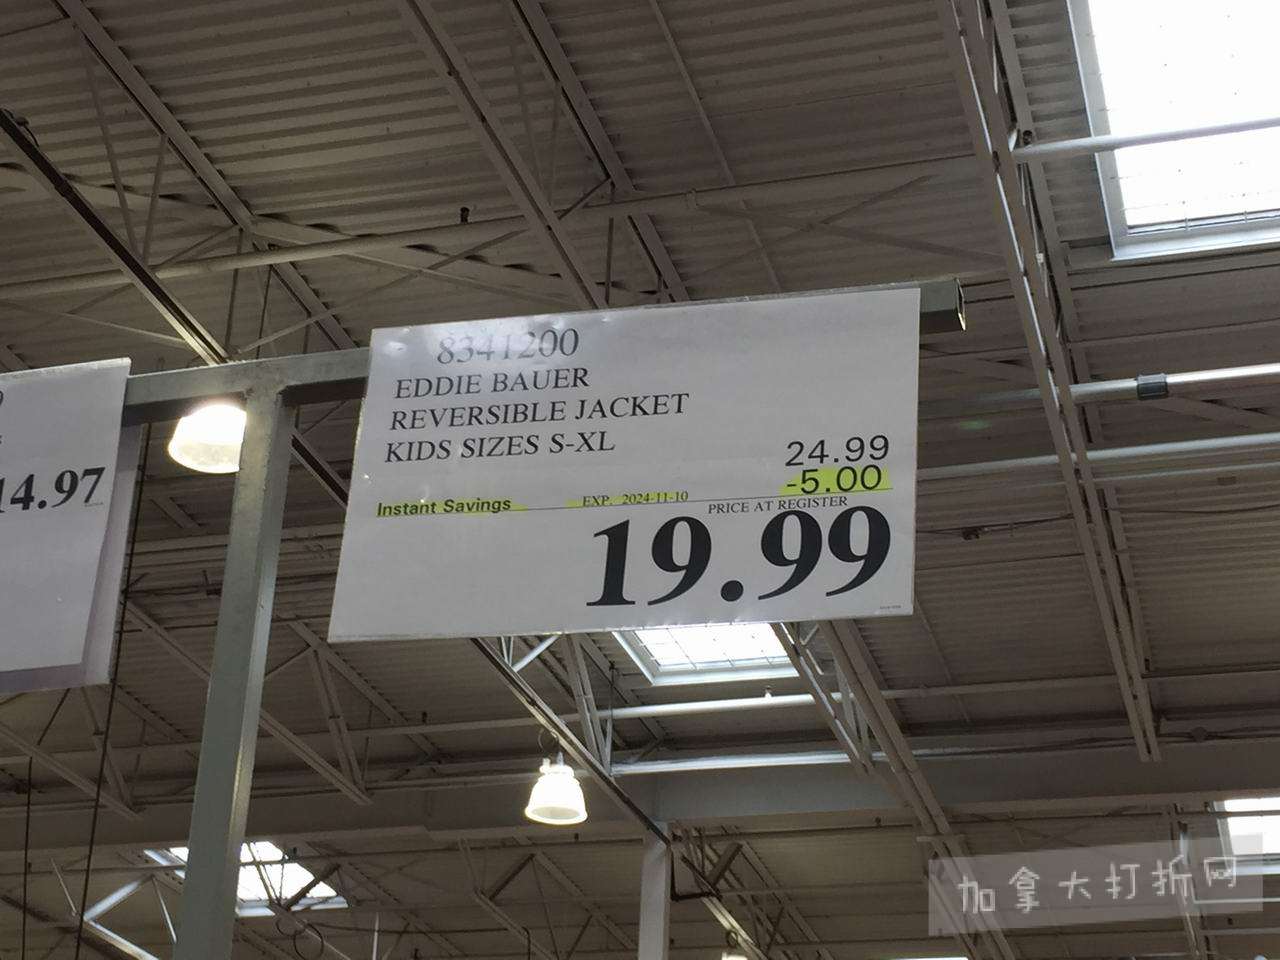 14.97
8341200
EDDIE BAUER
REVERSIBLE JACKET
KIDS SIZES S-XL
24.99
-5.00
Instant Savings EXP. 2024-11-10
PRICE AT REGISTER
19.99
加拿大打折网